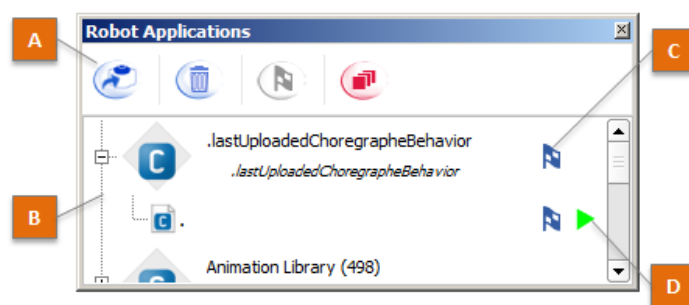 A
Robot Applications
C
.lastUploadedChoregrapheBehavior
.lastUploadedChoregrapheBehavior
C
B
C .
Animation Library (498)
D